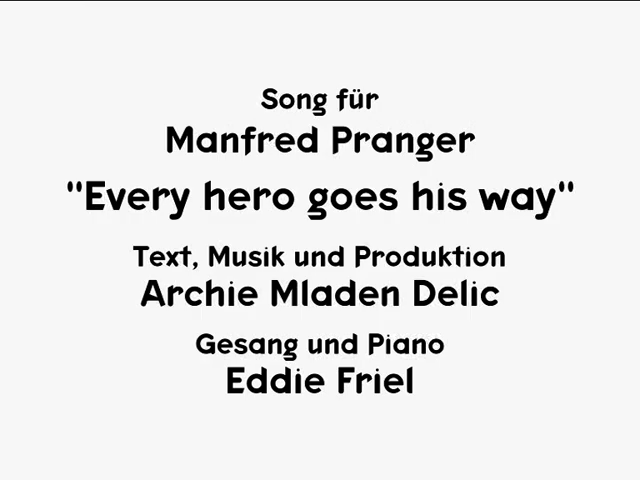 Song für
Manfred Pranger
"Every hero goes his way"
Text, Musik und Produktion
Archie Mladen Delic
Gesang und Piano
Eddie Friel